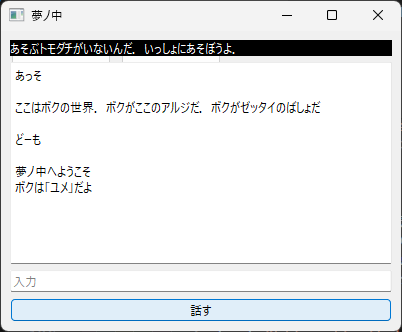 夢ノ中
あそぶトモダチがいないんだ．いっしょにあそぼうよ．
あっそ
ここはボクの世界．ボクがここのアルジだ．ボクがゼッタイのばしょだ
どーも
夢ノ中へようこそ
ボクは「ユメ」だよ
入力
話す